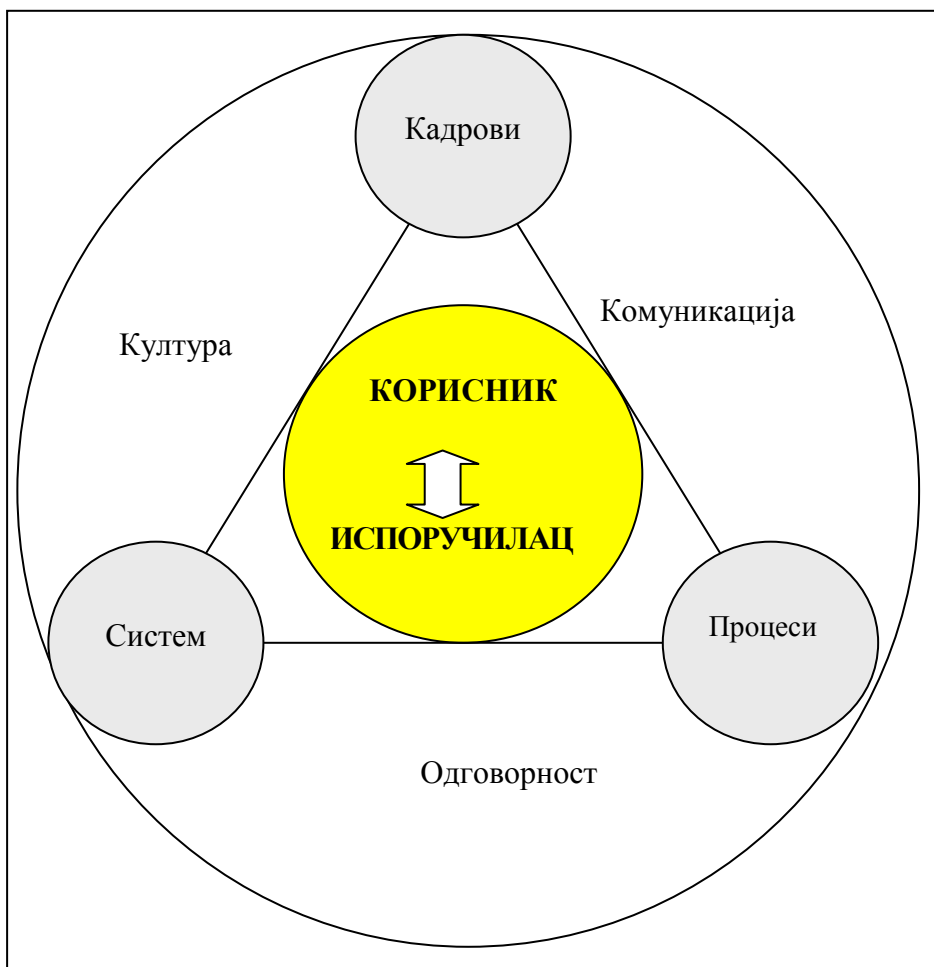 Кадрови
Комуникација
Култура
КОРИСНИК
ИСПОРУЧИЛАЦ
Систем
Процеси
Одговорност